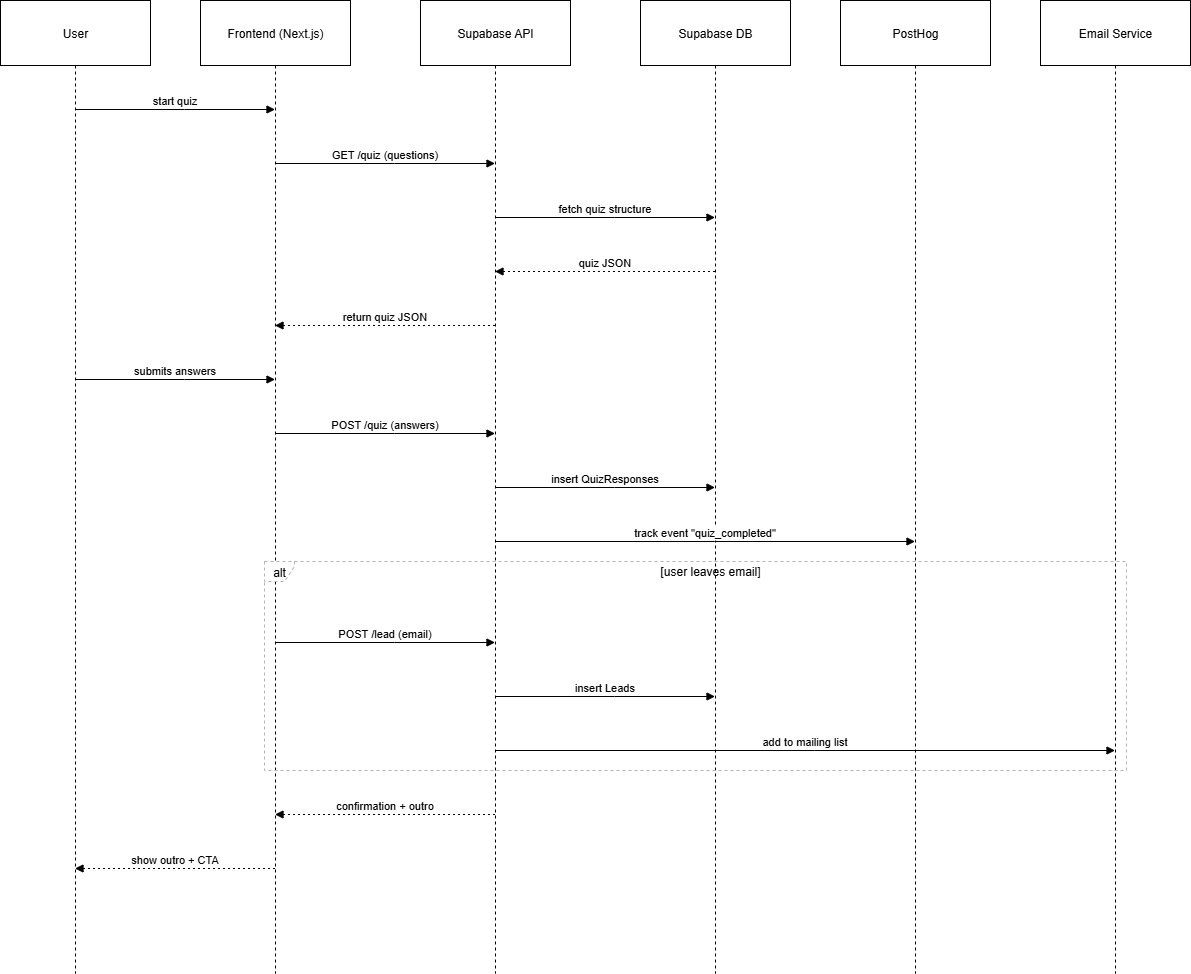 User
Frontend (Next.js)
Supabase API
Supabase DB
PostHog
Email Service
start quiz
GET /quiz (questions)
fetch quiz structure
quiz JSON
return quiz JSON
submits answers
POST /quiz (answers)
insert QuizResponses
track event "quiz_completed"
alt
[user leaves email]
POST /lead (email)
insert Leads
add to mailing list
confirmation + outro
show outro + CTA